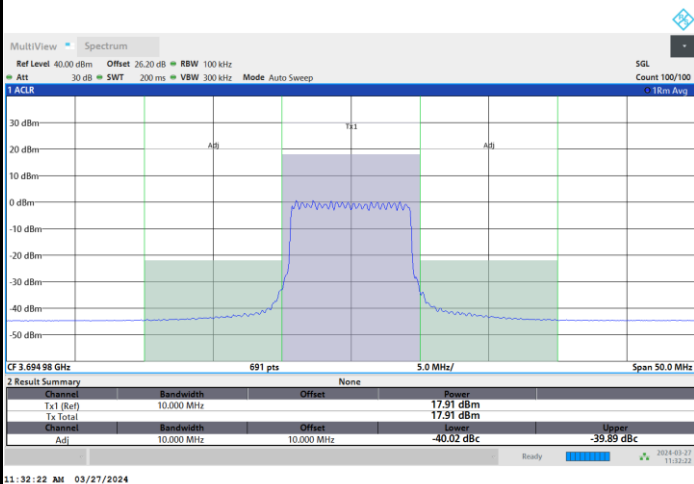 MultiView Spectrum
Ref Level 40.00 dBm Offset 26.20 dB RBW 100 kHz SGL
Att 30 dB SWT 200 ms VBW 300 kHz Mode Auto Sweep Count 100/100
1 ACLR 1Rm Avg
30 dBm
Tx1
20 dBm
Adj Adj
10 dBm
0 dBm
-10 dBm
-20 dBm
-30 dBm
-40 dBm
-50 dBm
CF 3.694 98 GHz 691 pts 5.0 MHz/ Span 50.0 MHz
2 Result Summary None
Channel Bandwidth Offset Power
Tx1 (Ref) 10.000 MHz 17.91 dBm
Tx Total 17.91 dBm
Channel Bandwidth Offset Lower Upper
Adj 10.000 MHz 10.000 MHz -40.02 dBc -39.89 dBc
Ready 2024-03-27
11:32:22
11:32:22 AM 03/27/2024